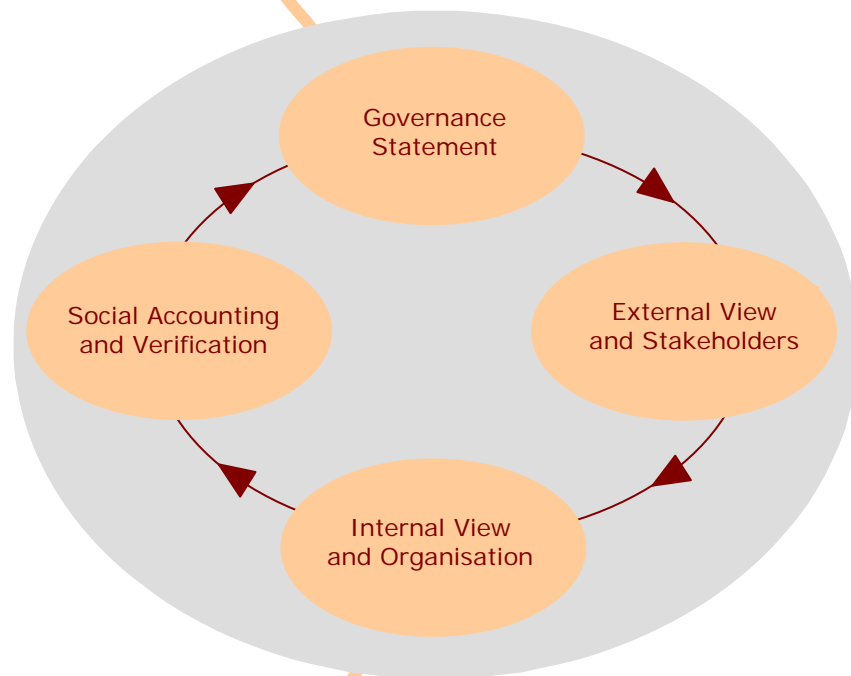 Governance
Statement
External View
and Stakeholders
Internal View
and Organisation
Social Accounting
and Verification